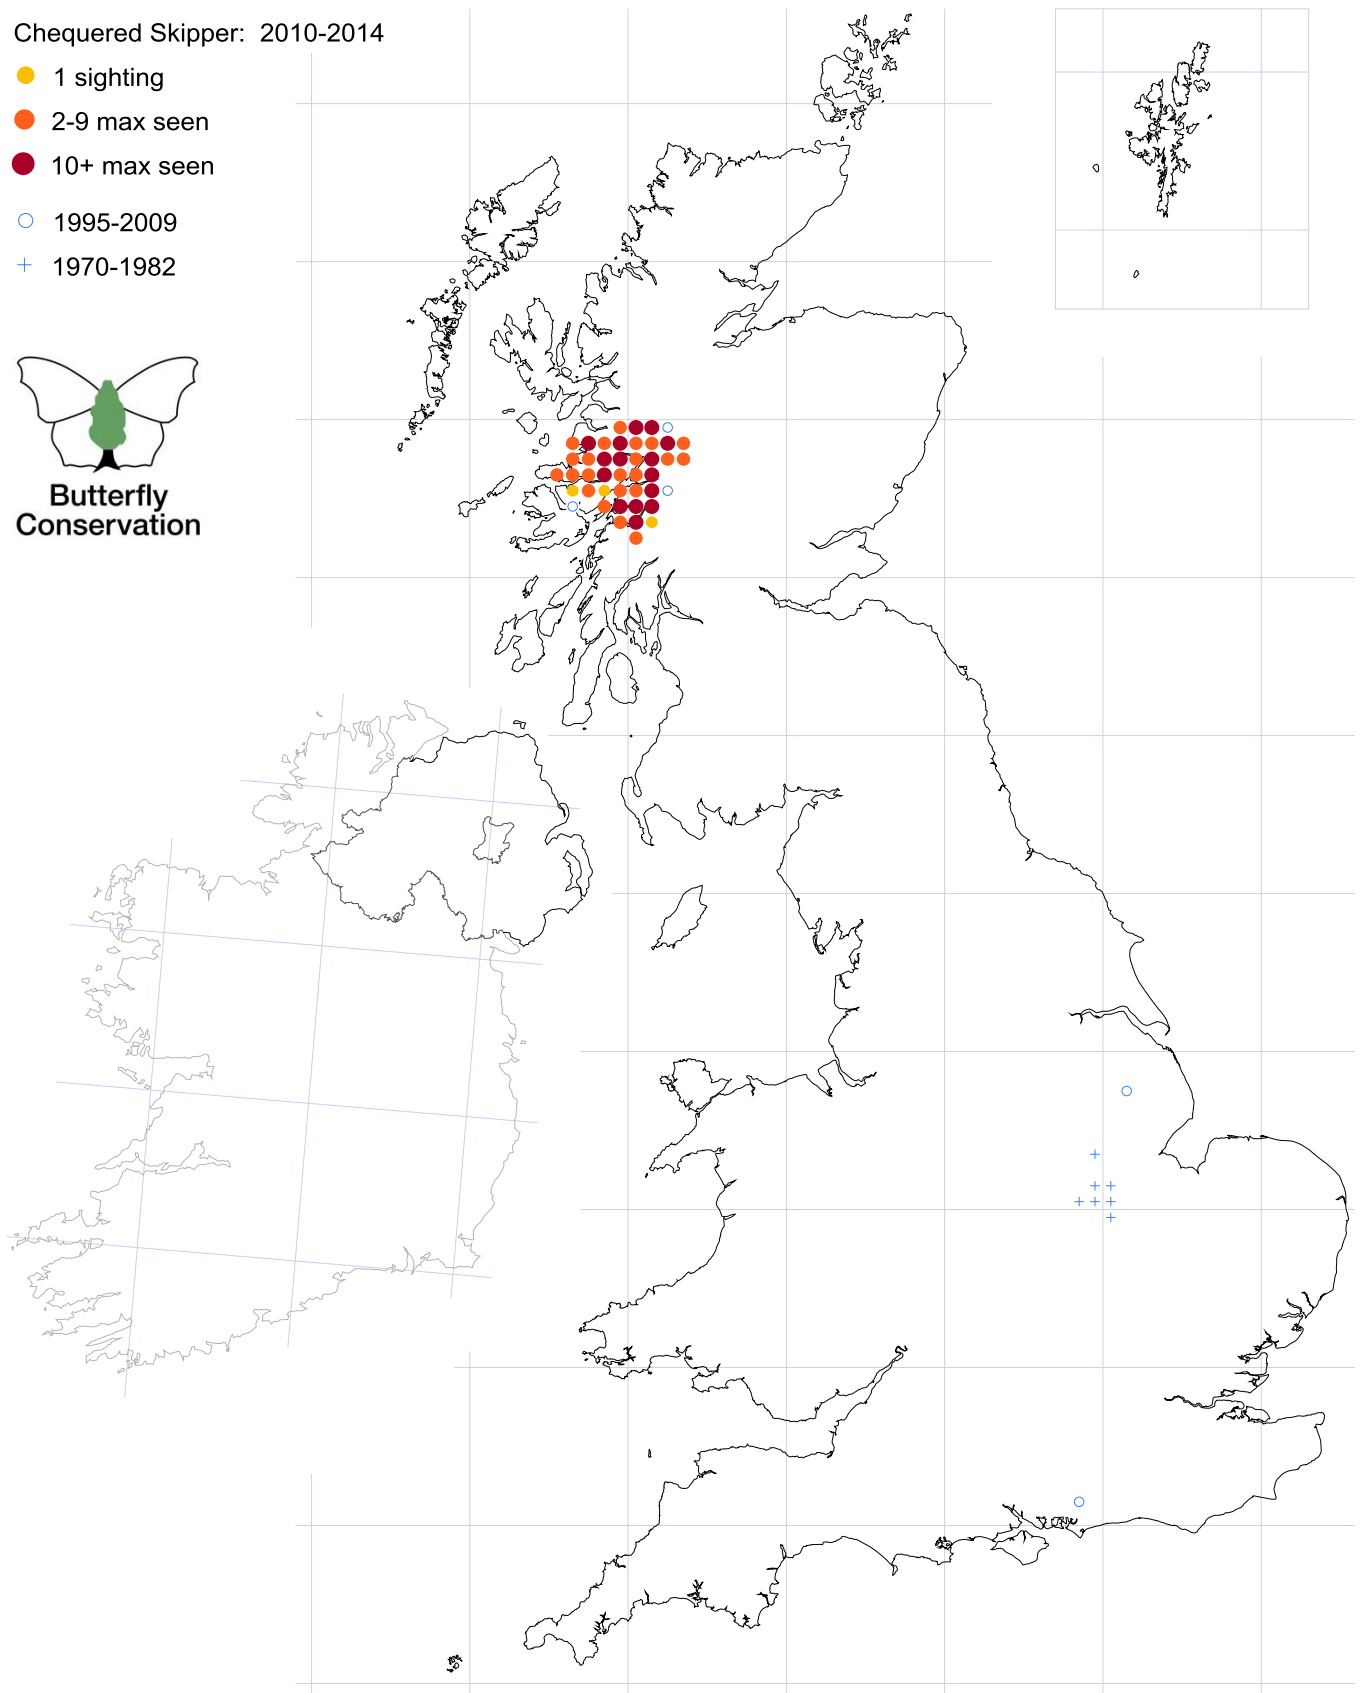 Chequered Skipper: 2010-2014
1 sighting
2-9 max seen
10+ max seen
1995-2009
1970-1982
Butterfly
Conservation